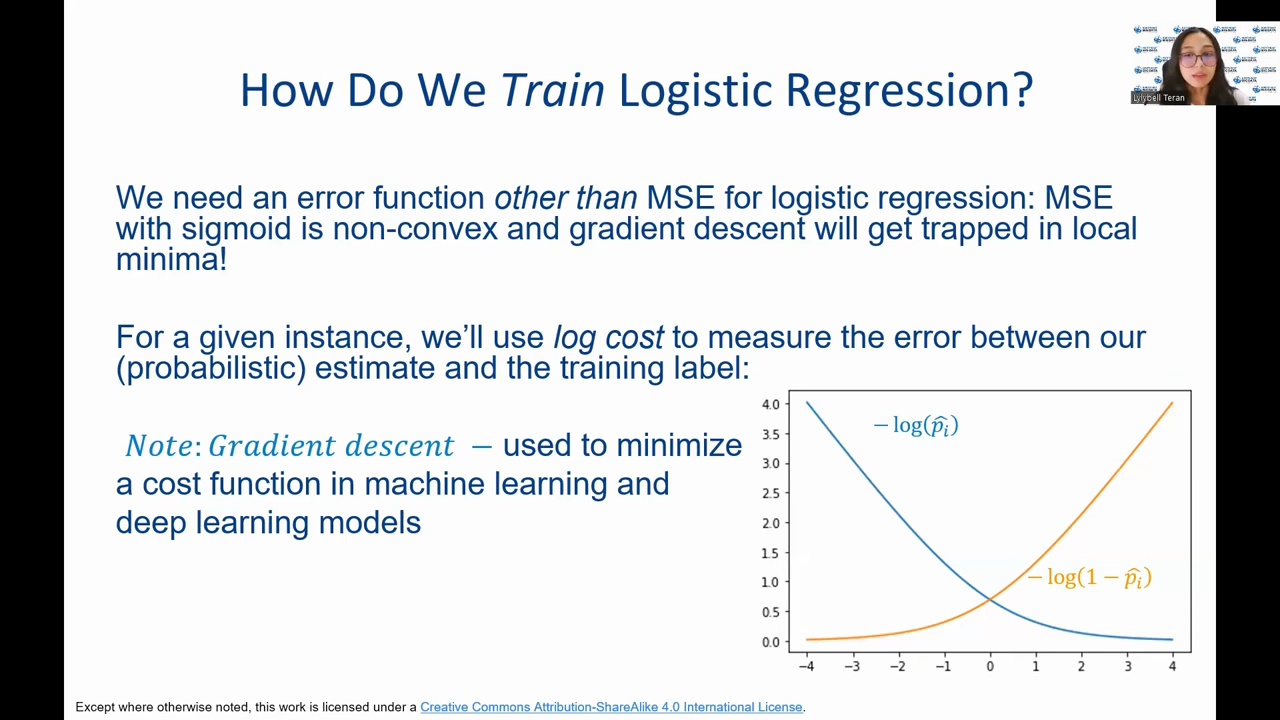 How Do We Train Logistic Regression?
Lylybell Teran
We need an error function other than MSE for logistic regression: MSE
with sigmoid is non-convex and gradient descent will get trapped in local
minima!
For a given instance, we'll use log cost to measure the error between our
(probabilistic) estimate and the training label:
Note: Gradient descent – used to minimize
a cost function in machine learning and
deep learning models
4.0
3.5
3.0
2.5
2.0
1.5
1.0
0.5
0.0
−log(p̂ᵢ)
−log(1 − p̂ᵢ)
−4 −3 −2 −1 0 1 2 3 4
Except where otherwise noted, this work is licensed under a Creative Commons Attribution-ShareAlike 4.0 International License.